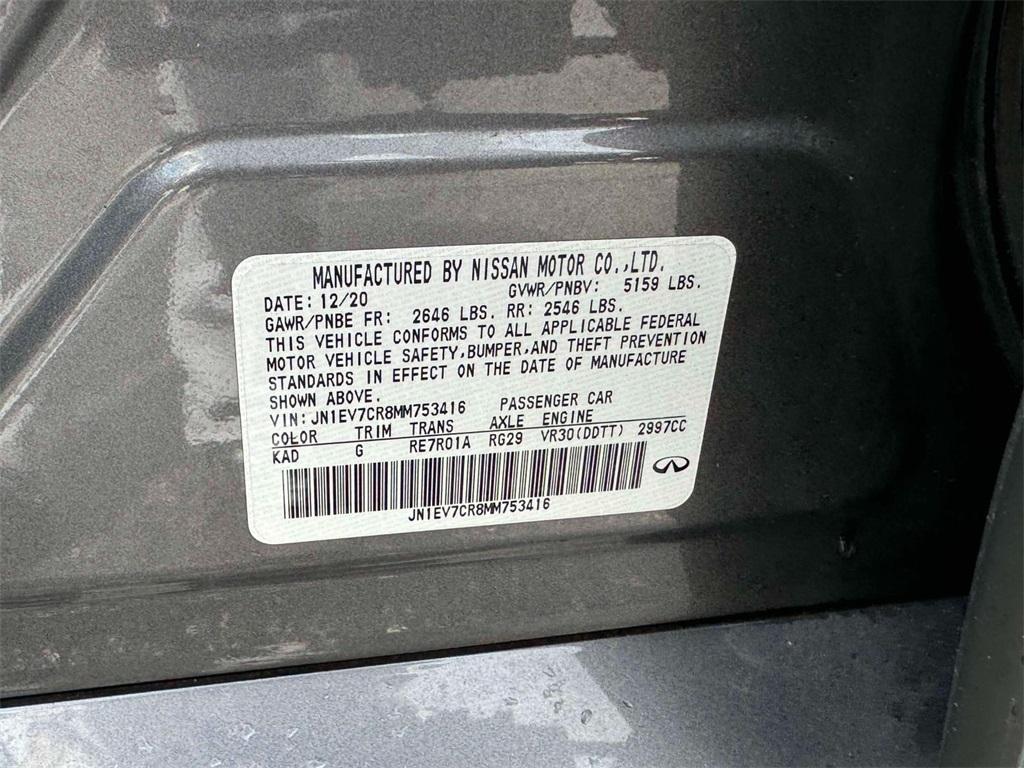 MANUFACTURED BY NISSAN MOTOR CO.,LTD.
DATE: 12/20 GVWR/PNBV: 5159 LBS.
GAWR/PNBE FR: 2646 LBS. RR: 2546 LBS.
THIS VEHICLE CONFORMS TO ALL APPLICABLE FEDERAL
MOTOR VEHICLE SAFETY,BUMPER,AND THEFT PREVENTION
STANDARDS IN EFFECT ON THE DATE OF MANUFACTURE
SHOWN ABOVE.
VIN:JN1EV7CR8MM753416 PASSENGER CAR
COLOR TRIM TRANS AXLE ENGINE
KAD G RE7R01A RG29 VR30(DDTT) 2997CC
JN1EV7CR8MM753416